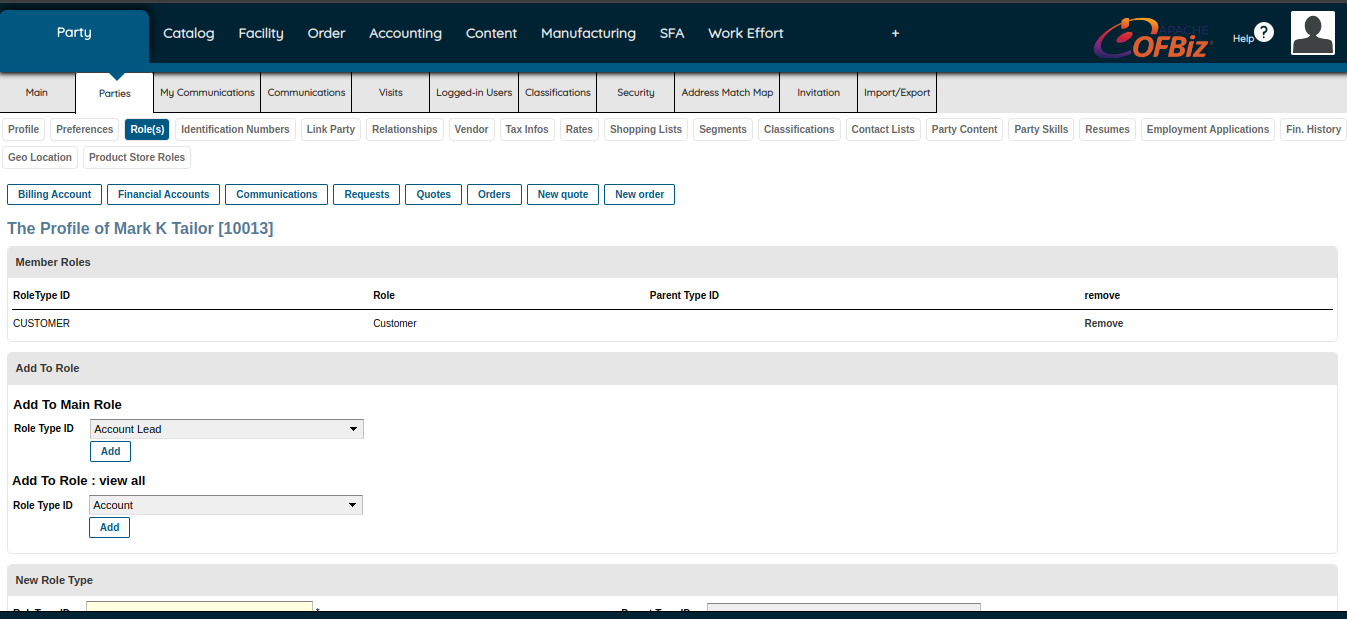 Party Catalog Facility Order Accounting Content Manufacturing SFA Work Effort + APACHE OFBiz Help ?
Main Parties My Communications Communications Visits Logged-in Users Classifications Security Address Match Map Invitation Import/Export
Profile Preferences Role(s) Identification Numbers Link Party Relationships Vendor Tax Infos Rates Shopping Lists Segments Classifications Contact Lists Party Content Party Skills Resumes Employment Applications Fin. History
Geo Location Product Store Roles
Billing Account Financial Accounts Communications Requests Quotes Orders New quote New order
The Profile of Mark K Tailor [10013]
Member Roles
RoleType ID Role Parent Type ID remove
CUSTOMER Customer Remove
Add To Role
Add To Main Role
Role Type ID Account Lead
Add
Add To Role : view all
Role Type ID Account
Add
New Role Type